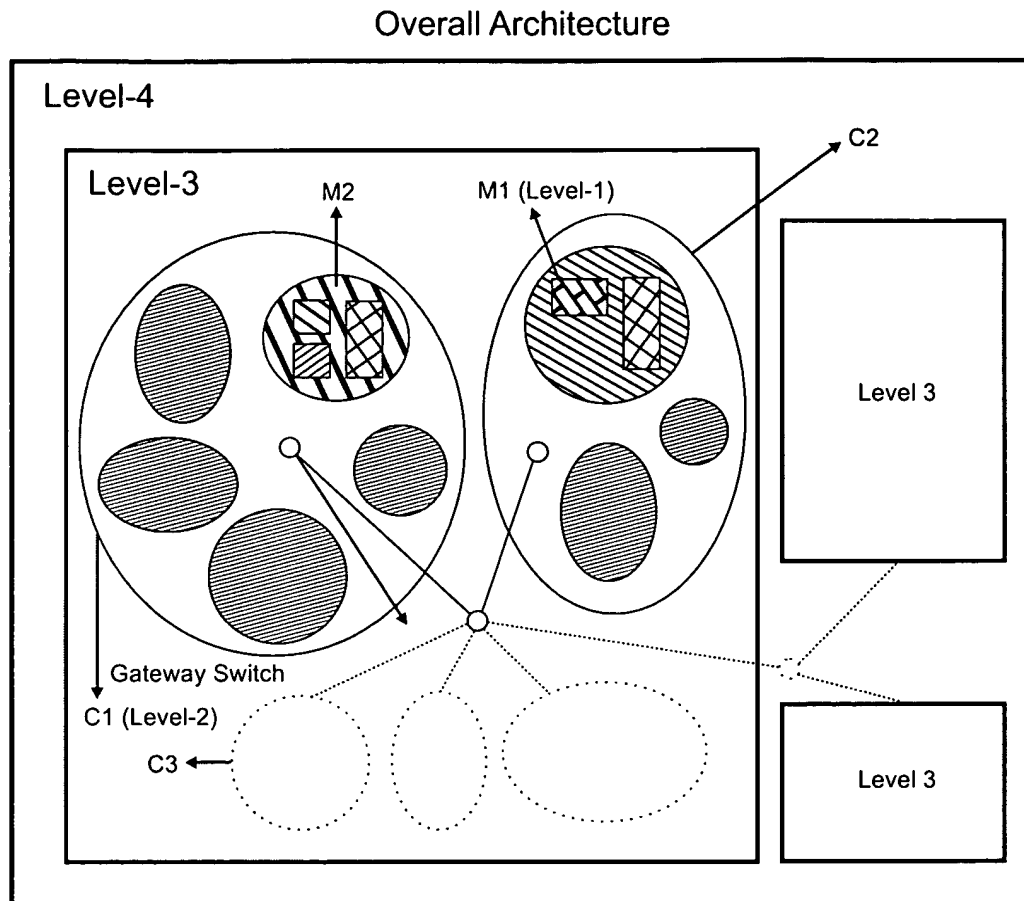 Overall Architecture
Level-4
C2
Level-3
M2
M1 (Level-1)
Level 3
Gateway Switch
C1 (Level-2)
C3
Level 3